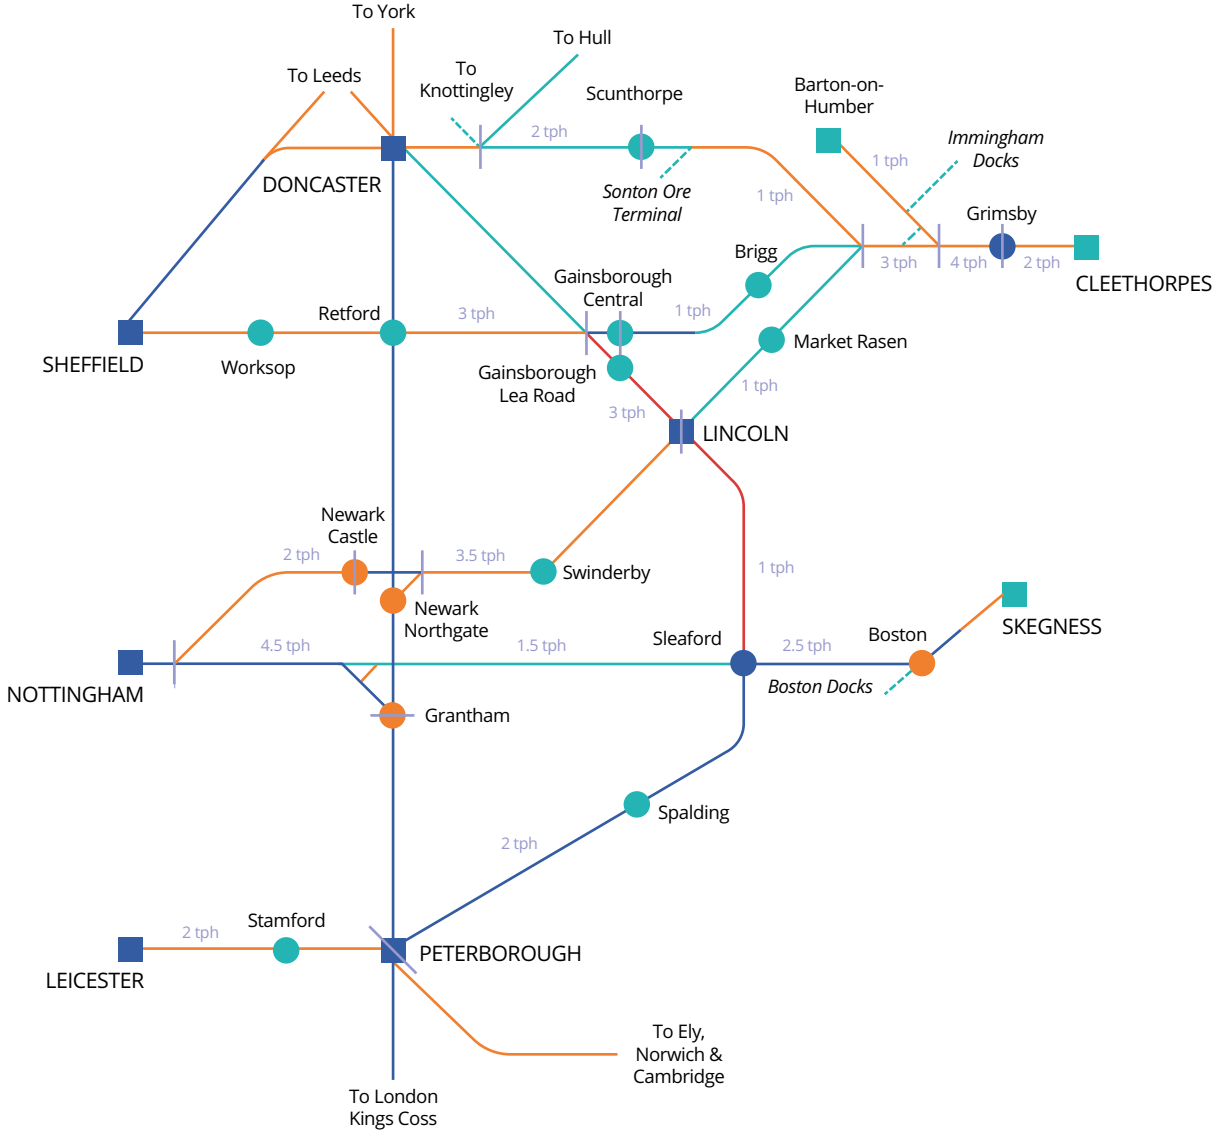 To York
To Hull
To Leeds
To
Knottingley
Scunthorpe
Barton-on-
Humber
2 tph
Immingham
Docks
1 tph
DONCASTER
Sonton Ore
Terminal
1 tph
Grimsby
Brigg
3 tph
4 tph
2 tph
CLEETHORPES
Gainsborough
Central
Retford
3 tph
1 tph
SHEFFIELD
Worksop
Market Rasen
Gainsborough
Lea Road
1 tph
3 tph
LINCOLN
Newark
Castle
2 tph
3.5 tph
Swinderby
1 tph
Newark
Northgate
SKEGNESS
4.5 tph
1.5 tph
Sleaford
2.5 tph
Boston
NOTTINGHAM
Boston Docks
Grantham
Spalding
2 tph
Stamford
2 tph
PETERBOROUGH
LEICESTER
To Ely,
Norwich &
Cambridge
To London
Kings Coss